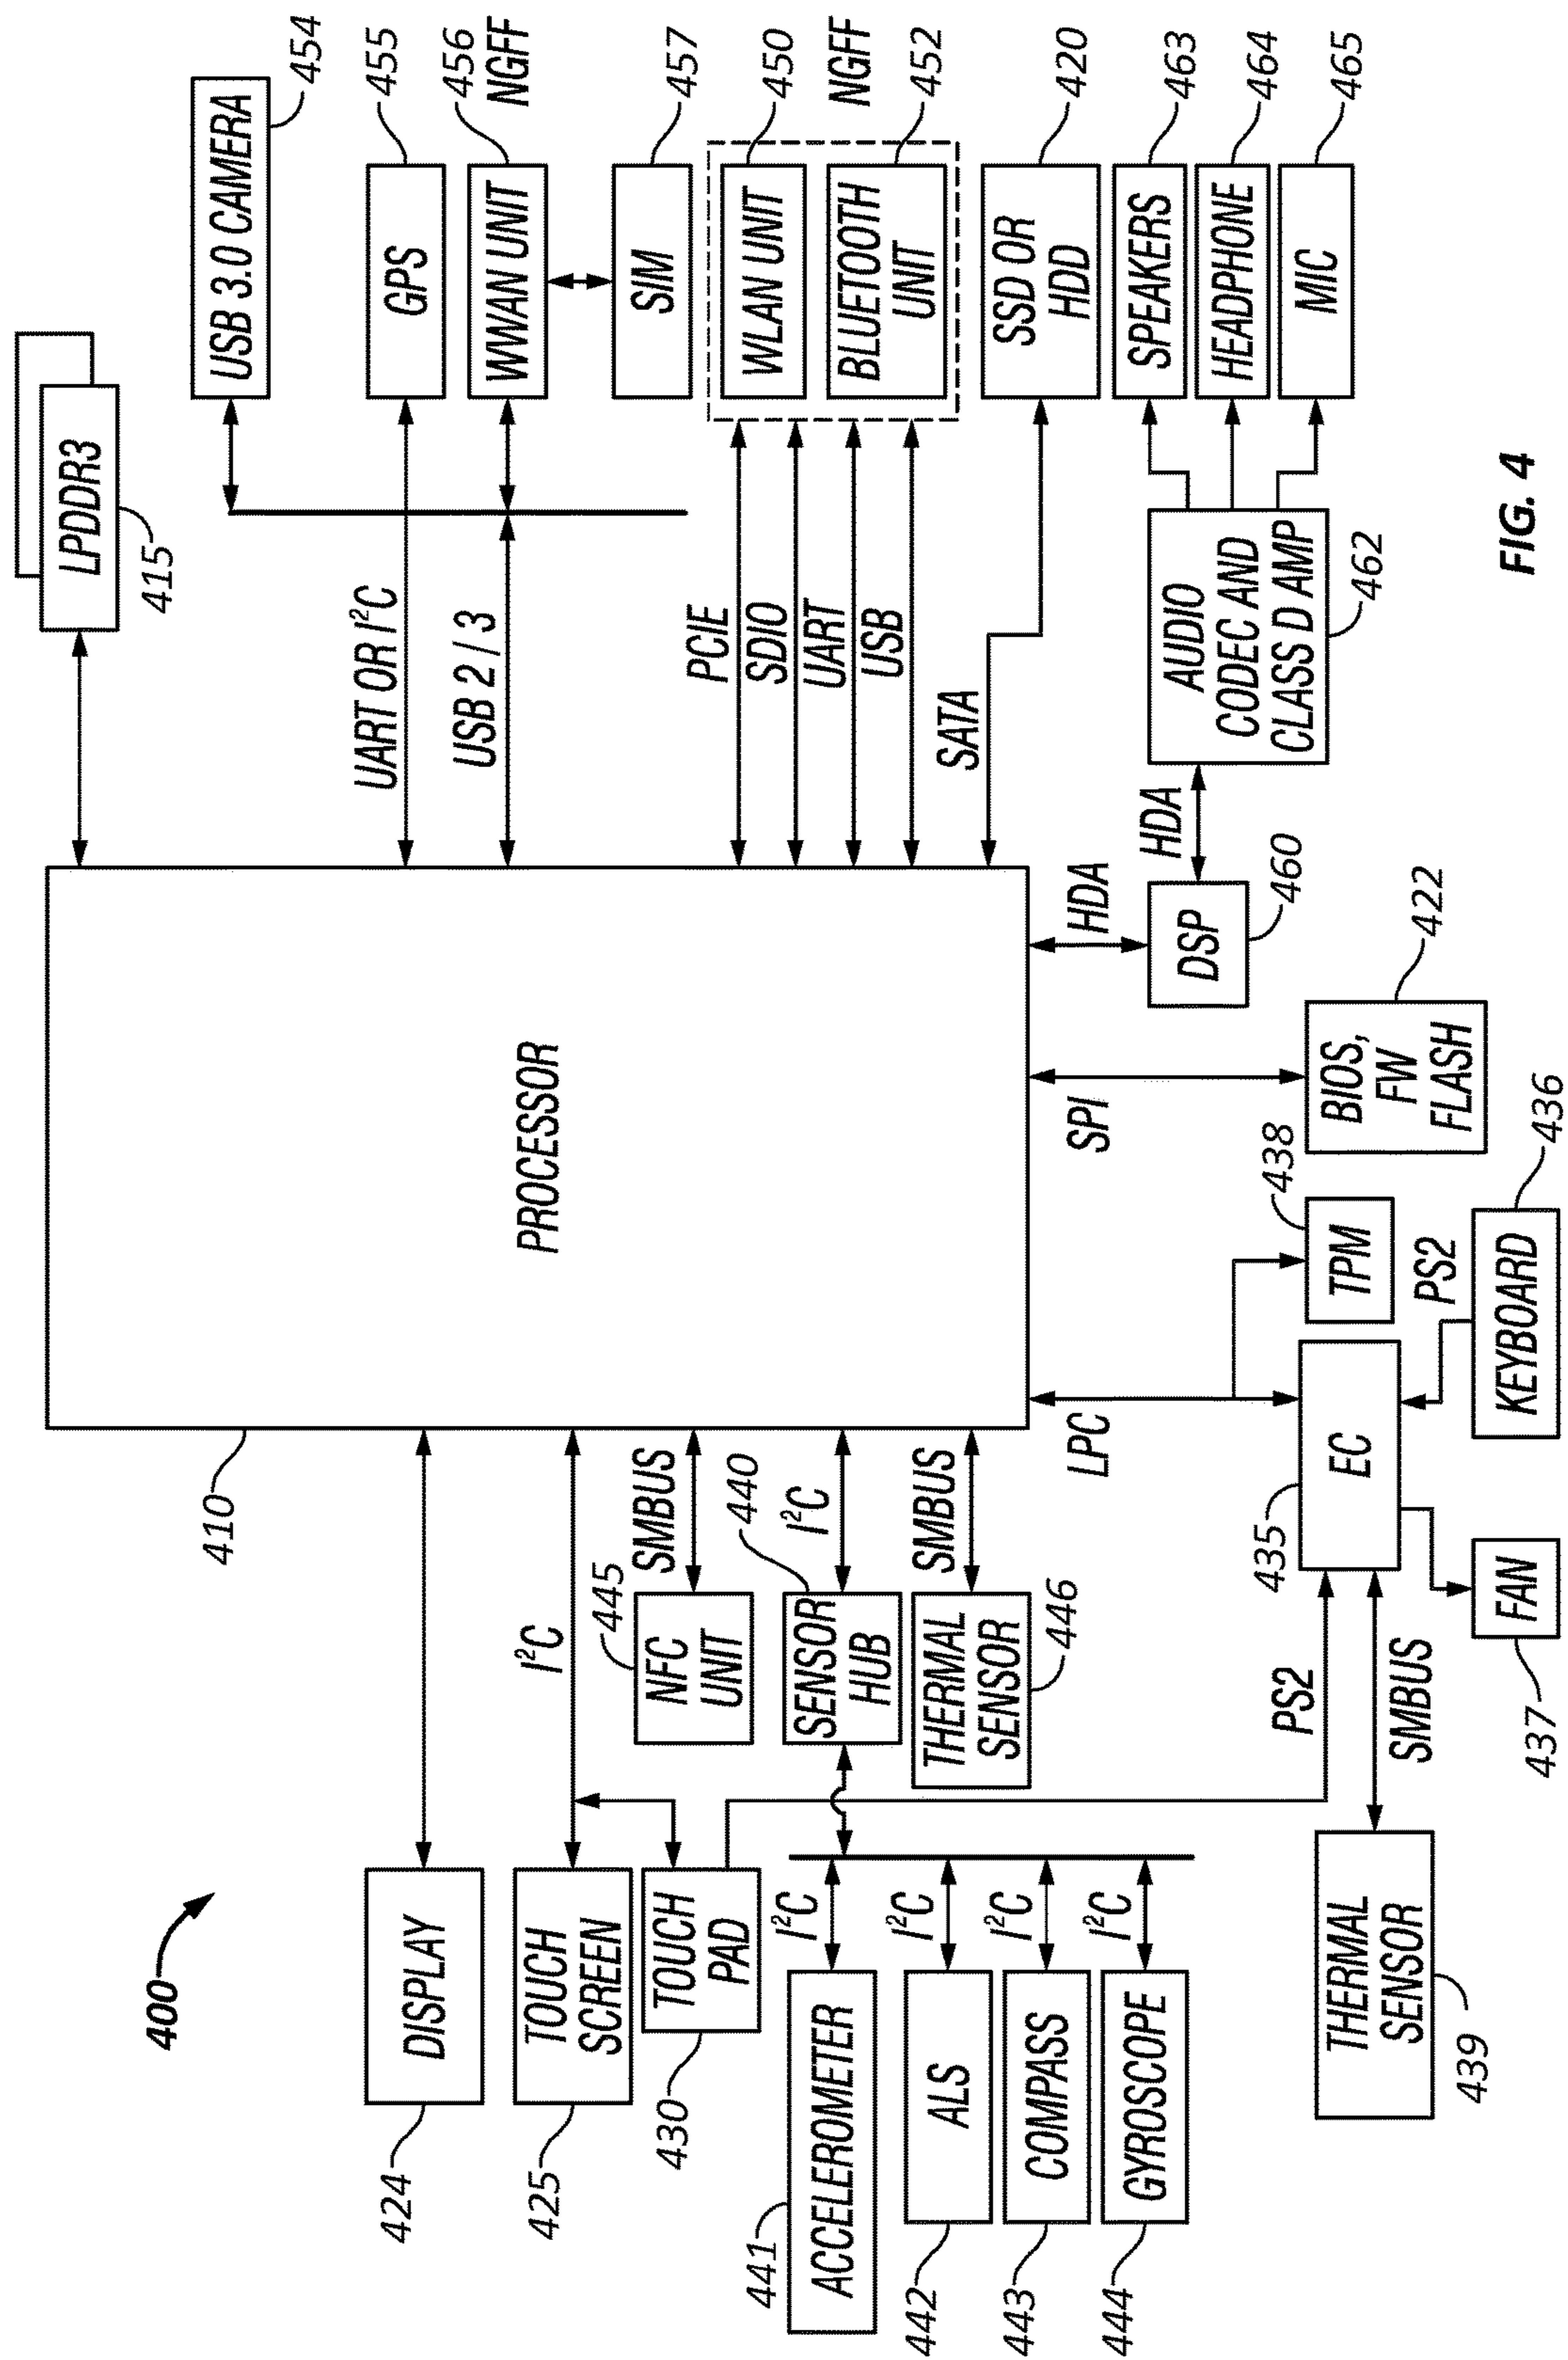 400
LPDDR3
415
USB 3.0 CAMERA
454
410
PROCESSOR
424
DISPLAY
UART OR I²C
GPS
455
USB 2 / 3
WWAN UNIT
456
NGFF
425
TOUCH
SCREEN
I²C
SIM
457
430
TOUCH
PAD
445
NFC
UNIT
SMBUS
PCIE
SDIO
UART
USB
WLAN UNIT
450
BLUETOOTH
UNIT
NGFF
452
441
ACCELEROMETER
I²C
SENSOR
HUB
440
I²C
442
ALS
I²C
THERMAL
SENSOR
446
SMBUS
SATA
SSD OR
HDD
420
443
COMPASS
I²C
444
GYROSCOPE
I²C
LPC
SPI
HDA
DSP
460
HDA
AUDIO
CODEC AND
CLASS D AMP
462
SPEAKERS
463
HEADPHONE
464
MIC
465
PS2
435
EC
438
TPM
BIOS,
FW
FLASH
422
THERMAL
SENSOR
439
SMBUS
PS2
437
FAN
KEYBOARD
436
FIG. 4